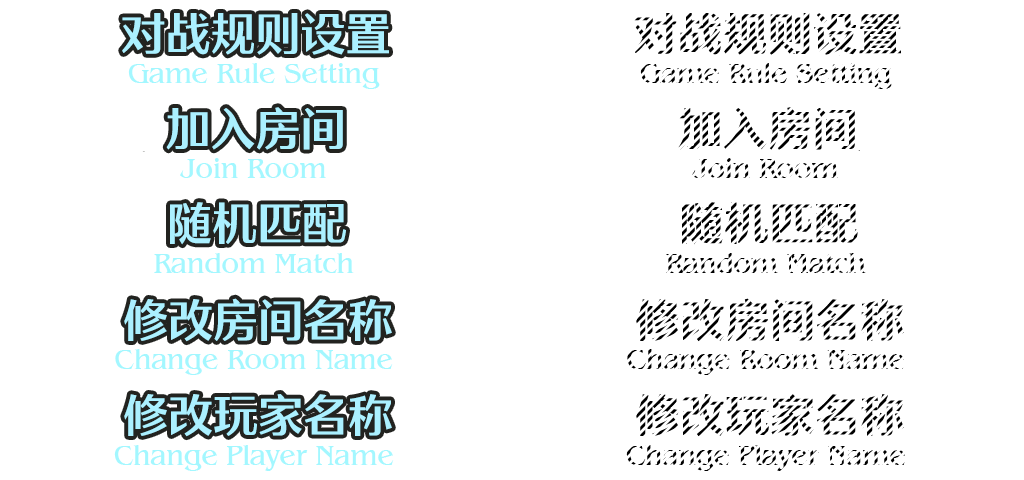 对战规则设置 对战规则设置
Game Rule Setting Game Rule Setting
加入房间 加入房间
Join Room Join Room
随机匹配 随机匹配
Random Match Random Match
修改房间名称 修改房间名称
Change Room Name Change Room Name
修改玩家名称 修改玩家名称
Change Player Name Change Player Name